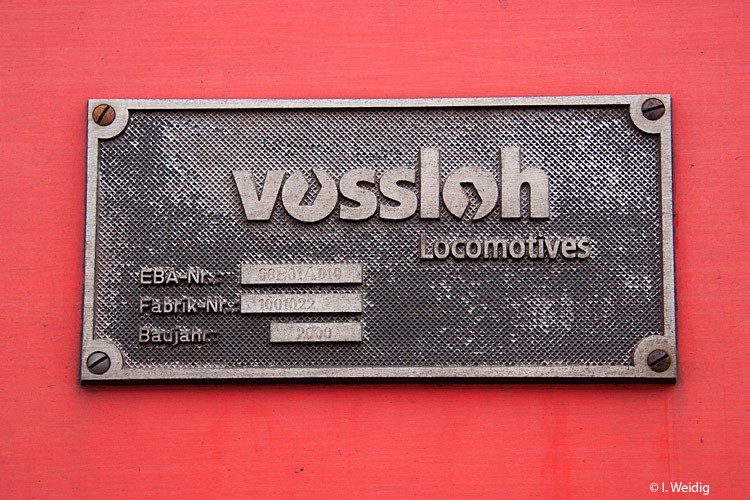 vossloh
Locomotives
EBA-Nr.:
Fabrik-Nr.: 1001022
Baujahr: 2000
© I. Weidig